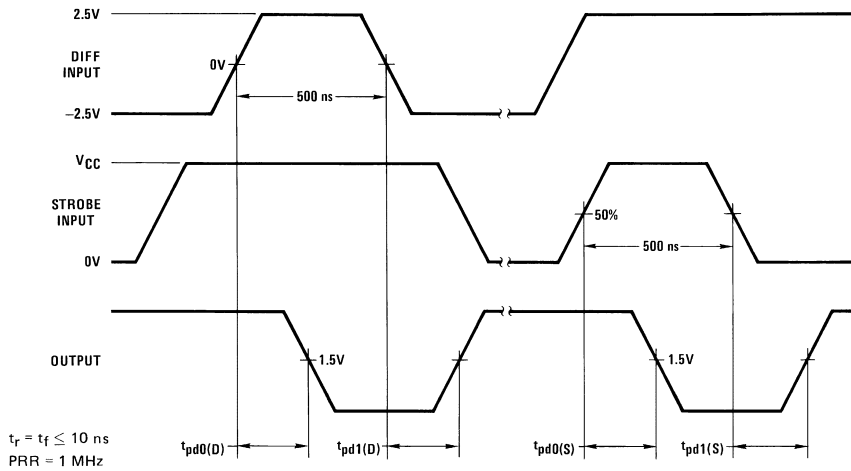 2.5V
DIFF
INPUT
0V
500 ns
−2.5V
VCC
STROBE
INPUT
50%
500 ns
0V
OUTPUT
1.5V
1.5V
tpd0(D)
tpd1(D)
tpd0(S)
tpd1(S)
tr = tf ≤ 10 ns
PRR = 1 MHz